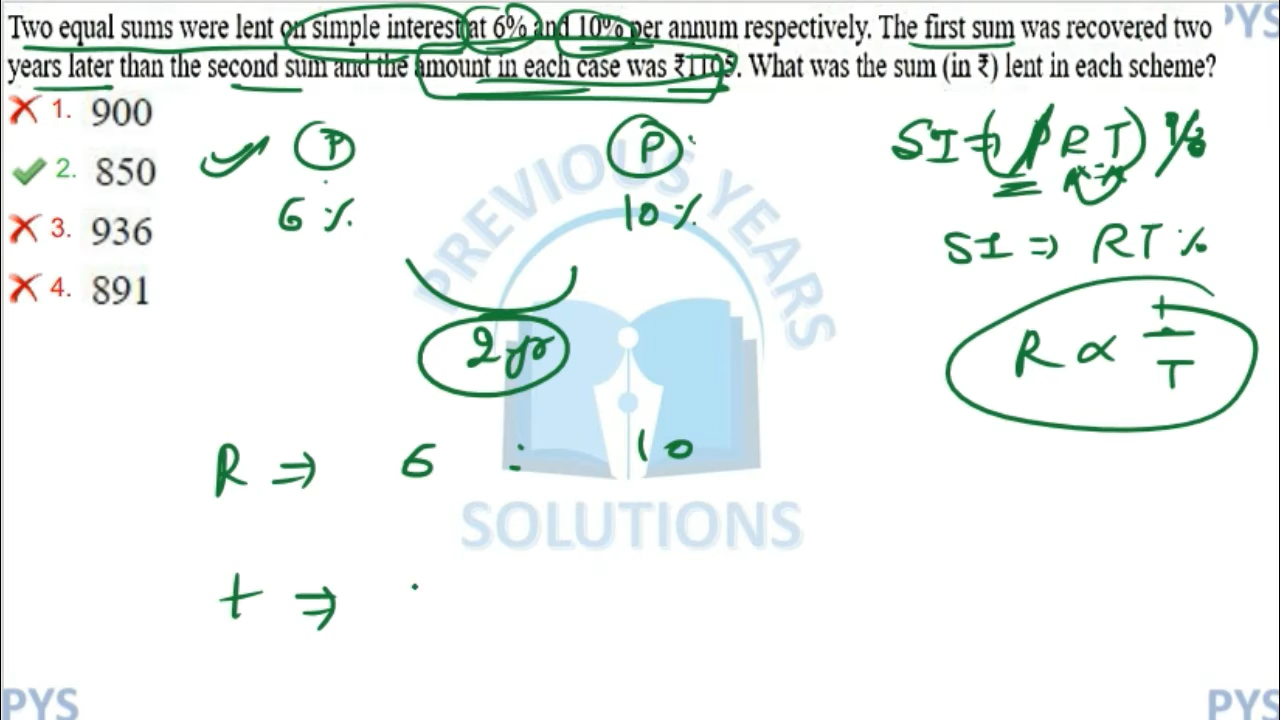 Two equal sums were lent on simple interest at 6% and 10% per annum respectively. The first sum was recovered two
years later than the second sum and the amount in each case was ₹1105. What was the sum (in ₹) lent in each scheme?
PYS
1. 900
2. 850
3. 936
4. 891
P P
6% 10%
SI = (PRT)%
SI ⇒ RT%
R ∝ 1/T
2 yr
R ⇒ 6 : 10
t ⇒
PREVIOUS YEARS
SOLUTIONS
PYS PYS